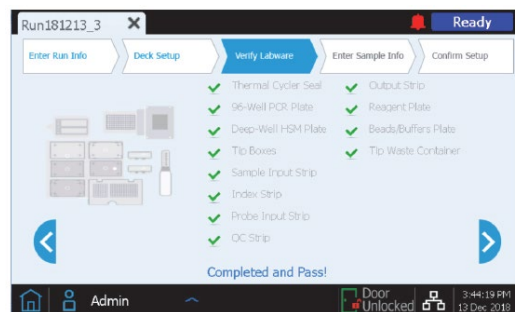 Run181213_3
Ready
Enter Run Info
Deck Setup
Verify Labware
Enter Sample Info
Confirm Setup
Thermal Cycler Seal
96-Well PCR Plate
Deep-Well HSM Plate
Tip Boxes
Sample Input Strip
Index Strip
Probe Input Strip
OC Strip
Output Strip
Reagent Plate
Beads/Buffers Plate
Tip Waste Container
Completed and Pass!
Admin
Door
Unlocked
3:44:19 PM
13 Dec 2018